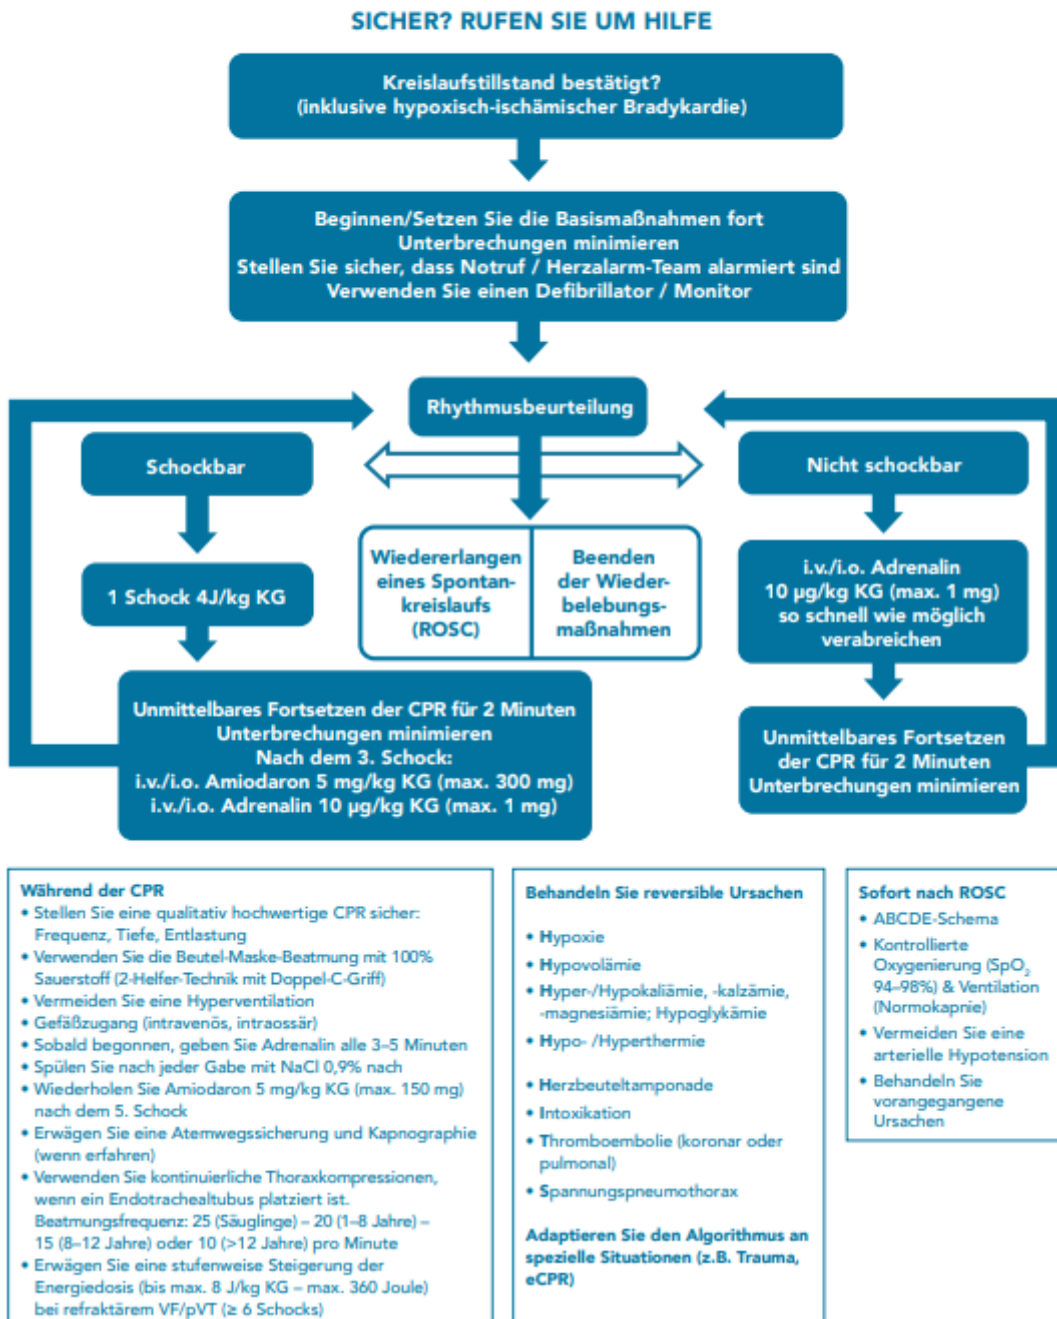 SICHER? RUFEN SIE UM HILFE
Kreislaufstillstand bestätigt?
(inklusive hypoxisch-ischämischer Bradykardie)
Beginnen/Setzen Sie die Basismaßnahmen fort
Unterbrechungen minimieren
Stellen Sie sicher, dass Notruf / Herzalarm-Team alarmiert sind
Verwenden Sie einen Defibrillator / Monitor
Rhythmusbeurteilung
Schockbar
1 Schock 4J/kg KG
Unmittelbares Fortsetzen der CPR für 2 Minuten
Unterbrechungen minimieren
Nach dem 3. Schock:
i.v./i.o. Amiodaron 5 mg/kg KG (max. 300 mg)
i.v./i.o. Adrenalin 10 µg/kg KG (max. 1 mg)
Wiedererlangen
eines Spontan-
kreislaufs
(ROSC)
Beenden
der Wieder-
belebungs-
maßnahmen
Nicht schockbar
i.v./i.o. Adrenalin
10 µg/kg KG (max. 1 mg)
so schnell wie möglich
verabreichen
Unmittelbares Fortsetzen
der CPR für 2 Minuten
Unterbrechungen minimieren
Während der CPR
• Stellen Sie eine qualitativ hochwertige CPR sicher:
Frequenz, Tiefe, Entlastung
• Verwenden Sie die Beutel-Maske-Beatmung mit 100%
Sauerstoff (2-Helfer-Technik mit Doppel-C-Griff)
• Vermeiden Sie eine Hyperventilation
• Gefäßzugang (intravenös, intraossär)
• Sobald begonnen, geben Sie Adrenalin alle 3–5 Minuten
• Spülen Sie nach jeder Gabe mit NaCl 0,9% nach
• Wiederholen Sie Amiodaron 5 mg/kg KG (max. 150 mg)
nach dem 5. Schock
• Erwägen Sie eine Atemwegssicherung und Kapnographie
(wenn erfahren)
• Verwenden Sie kontinuierliche Thoraxkompressionen,
wenn ein Endotrachealtubus platziert ist.
Beatmungsfrequenz: 25 (Säuglinge) – 20 (1–8 Jahre) –
15 (8–12 Jahre) oder 10 (>12 Jahre) pro Minute
• Erwägen Sie eine stufenweise Steigerung der
Energiedosis (bis max. 8 J/kg KG – max. 360 Joule)
bei refraktärem VF/pVT (≥ 6 Schocks)
Behandeln Sie reversible Ursachen
• Hypoxie
• Hypovolämie
• Hyper-/Hypokaliämie, -kalzämie,
-magnesiämie; Hypoglykämie
• Hypo- /Hyperthermie
• Herzbeuteltamponade
• Intoxikation
• Thromboembolie (koronar oder
pulmonal)
• Spannungspneumothorax
Adaptieren Sie den Algorithmus an
spezielle Situationen (z.B. Trauma,
eCPR)
Sofort nach ROSC
• ABCDE-Schema
• Kontrollierte
Oxygenierung (SpO₂
94–98%) & Ventilation
(Normokapnie)
• Vermeiden Sie eine
arterielle Hypotension
• Behandeln Sie
vorangegangene
Ursachen